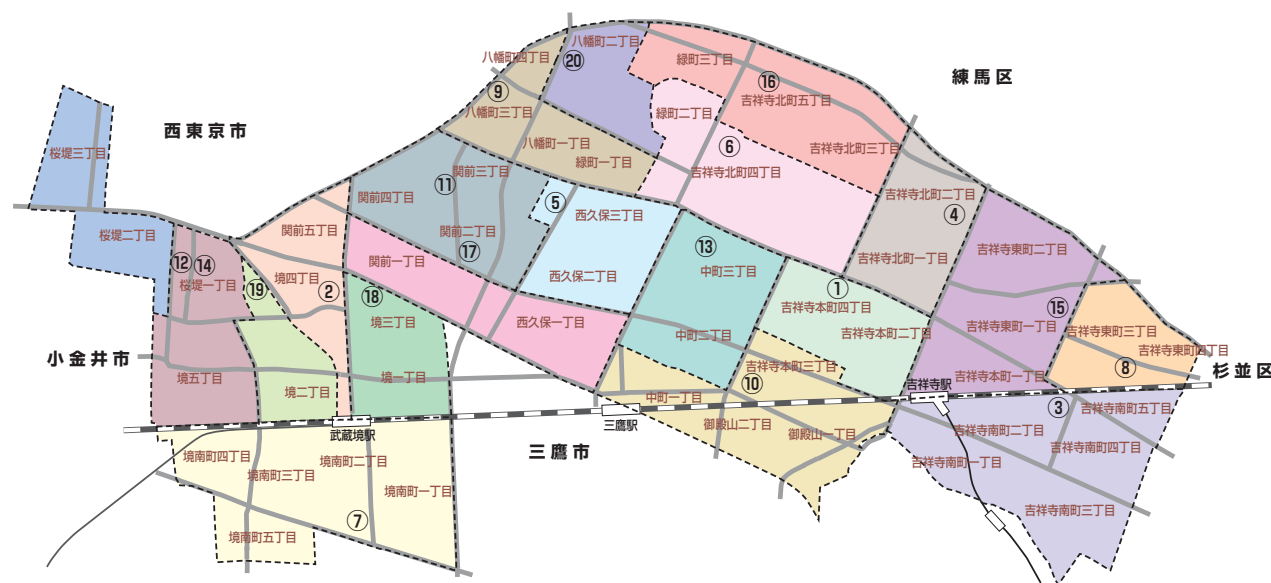 八幡町二丁目
八幡町四丁目
⑳
緑町三丁目
練馬区
⑯
⑨
吉祥寺北町五丁目
八幡町三丁目
緑町二丁目
西東京市
八幡町一丁目
⑥
吉祥寺北町三丁目
桜堤三丁目
緑町一丁目
関前三丁目
吉祥寺北町四丁目
⑪
関前四丁目
吉祥寺北町二丁目
⑤
西久保三丁目
④
関前五丁目
関前二丁目
桜堤二丁目
⑰
⑬
吉祥寺東町二丁目
関前一丁目
吉祥寺北町一丁目
⑫
⑭
境四丁目
中町三丁目
西久保二丁目
桜堤一丁目
⑲
②
⑱
①
吉祥寺本町四丁目
⑮
境三丁目
西久保一丁目
吉祥寺東町一丁目
吉祥寺東町三丁目
中町二丁目
吉祥寺本町二丁目
吉祥寺東町四丁目
小金井市
吉祥寺本町三丁目
⑧
杉並区
境五丁目
境一丁目
吉祥寺本町一丁目
⑩
吉祥寺駅
境二丁目
中町一丁目
③
吉祥寺南町五丁目
三鷹駅
御殿山二丁目
武蔵境駅
御殿山一丁目
吉祥寺南町二丁目
三鷹市
吉祥寺南町四丁目
境南町四丁目
境南町二丁目
吉祥寺南町一丁目
境南町三丁目
境南町一丁目
吉祥寺南町三丁目
⑦
境南町五丁目